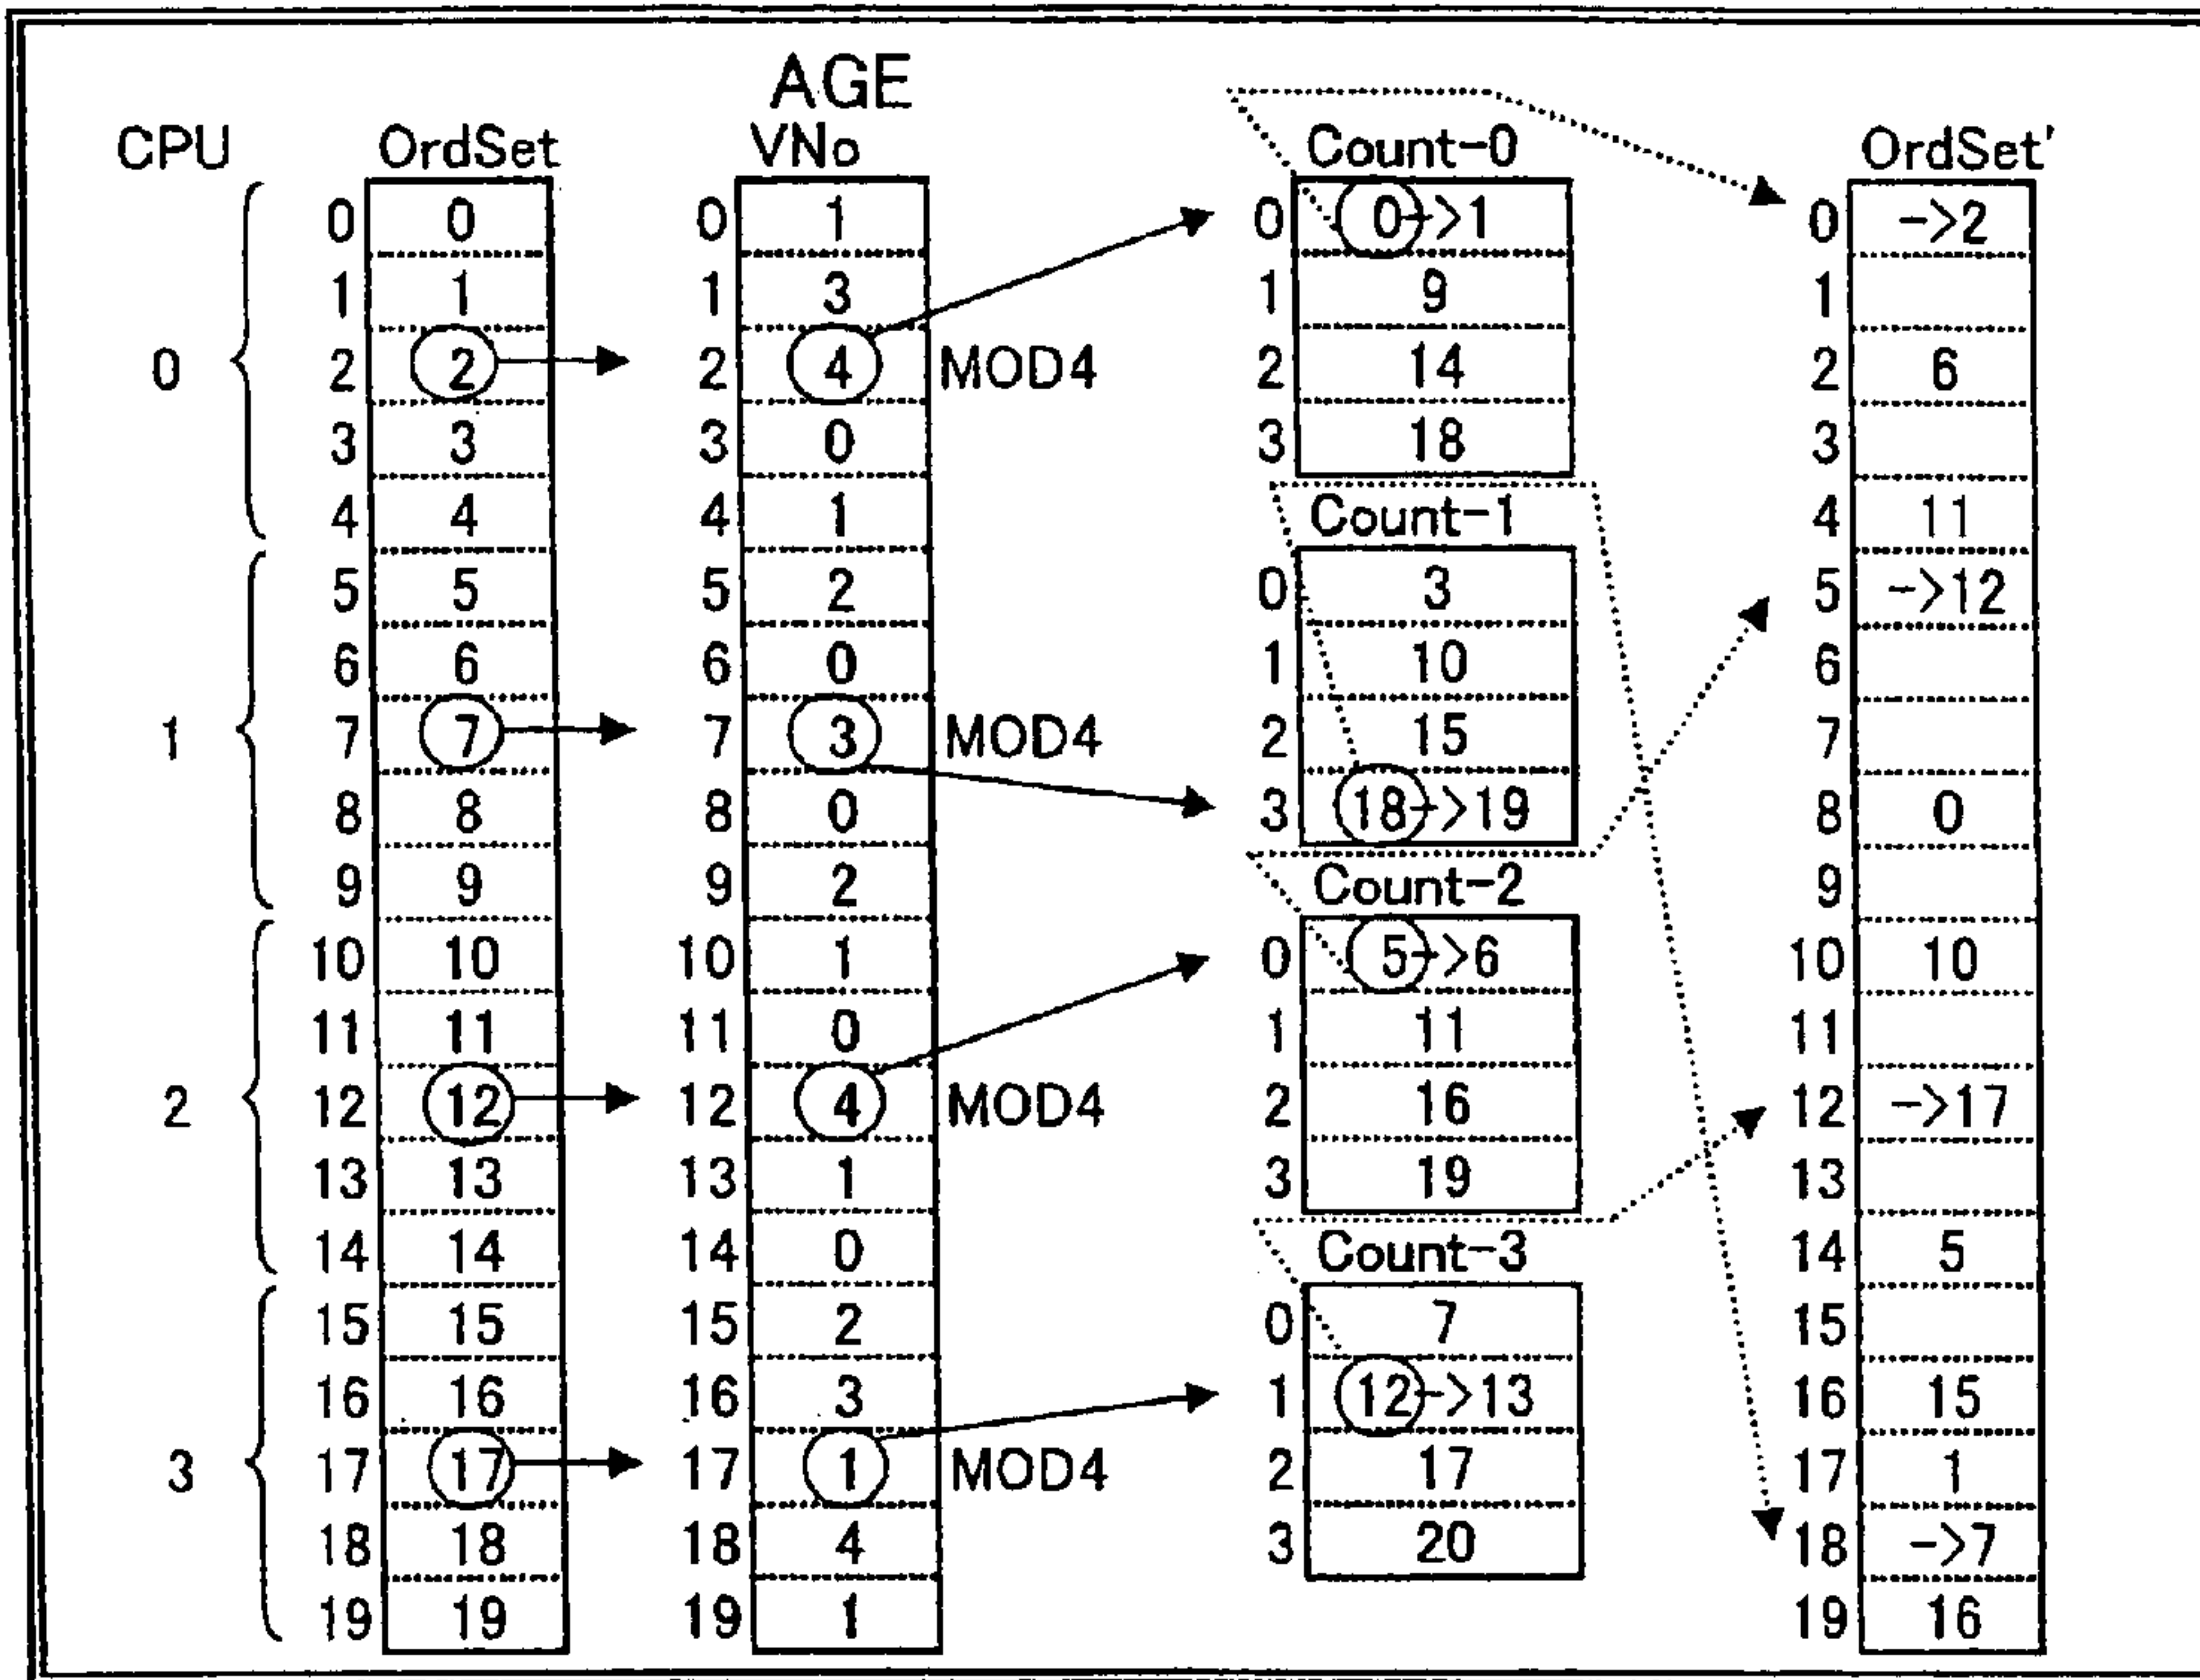 AGE
CPU OrdSet VNo Count-0 OrdSet'
0 0 0 1 0 0->1 0 ->2
1 1 1 3 1 9 1
0 2 2 2 4 MOD4 2 14 2 6
3 3 3 0 3 18 3
4 4 4 1 Count-1 4 11
5 5 5 2 0 3 5 ->12
6 6 6 0 1 10 6
1 7 7 7 3 MOD4 2 15 7
8 8 8 0 3 18->19 8 0
9 9 9 2 Count-2 9
10 10 10 1 0 5->6 10 10
11 11 11 0 1 11 11
2 12 12 12 4 MOD4 2 16 12 ->17
13 13 13 1 3 19 13
14 14 14 0 Count-3 14 5
15 15 15 2 0 7 15
16 16 16 3 1 12->13 16 15
3 17 17 17 1 MOD4 2 17 17 1
18 18 18 4 3 20 18 ->7
19 19 19 1 19 16